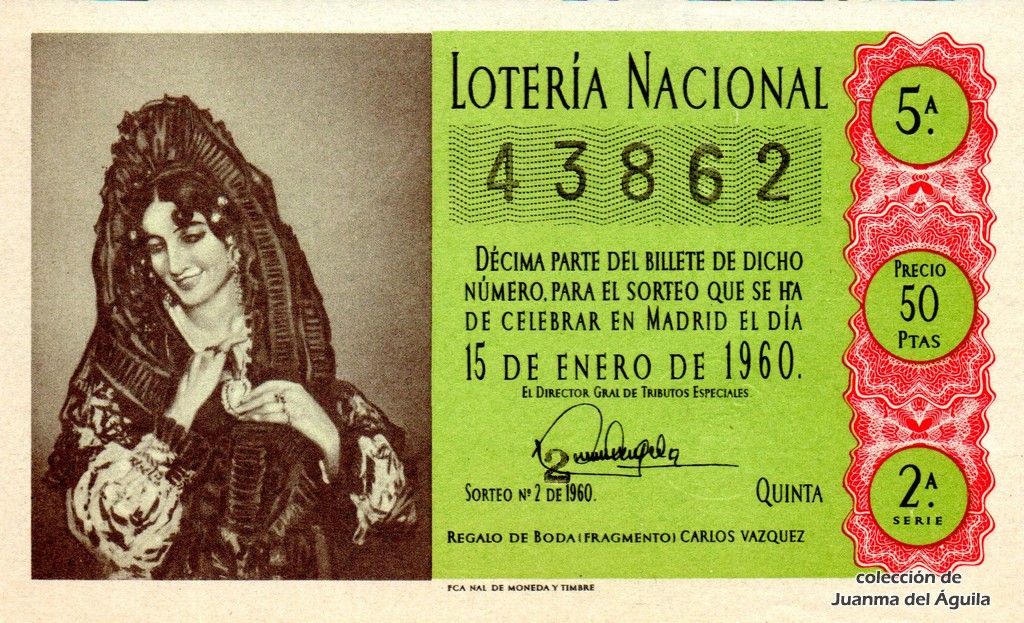 LOTERÍA NACIONAL
43862
DÉCIMA PARTE DEL BILLETE DE DICHO
NÚMERO, PARA EL SORTEO QUE SE HA
DE CELEBRAR EN MADRID EL DÍA
15 DE ENERO DE 1960.
EL DIRECTOR GRAL DE TRIBUTOS ESPECIALES.
2
SORTEO Nº 2 DE 1960.
QUINTA
REGALO DE BODA (FRAGMENTO) CARLOS VAZQUEZ
FCA NAL DE MONEDA Y TIMBRE
5.ª
PRECIO
50
PTAS
2.ª
SERIE
colección de
Juanma del Águila